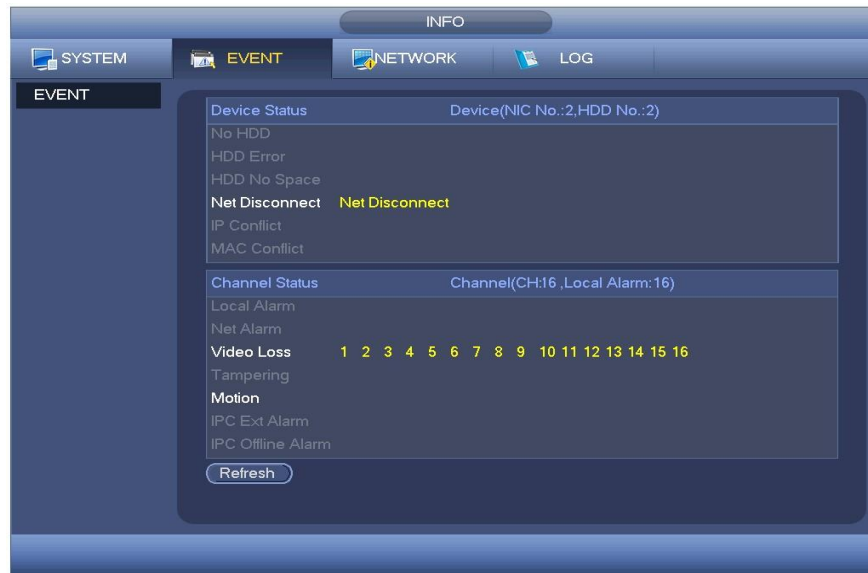 INFO
SYSTEM EVENT NETWORK LOG
EVENT
Device Status Device(NIC No.:2,HDD No.:2)
No HDD
HDD Error
HDD No Space
Net Disconnect Net Disconnect
IP Conflict
MAC Conflict
Channel Status Channel(CH:16 ,Local Alarm:16)
Local Alarm
Net Alarm
Video Loss 1 2 3 4 5 6 7 8 9 10 11 12 13 14 15 16
Tampering
Motion
IPC Ext Alarm
IPC Offline Alarm
Refresh